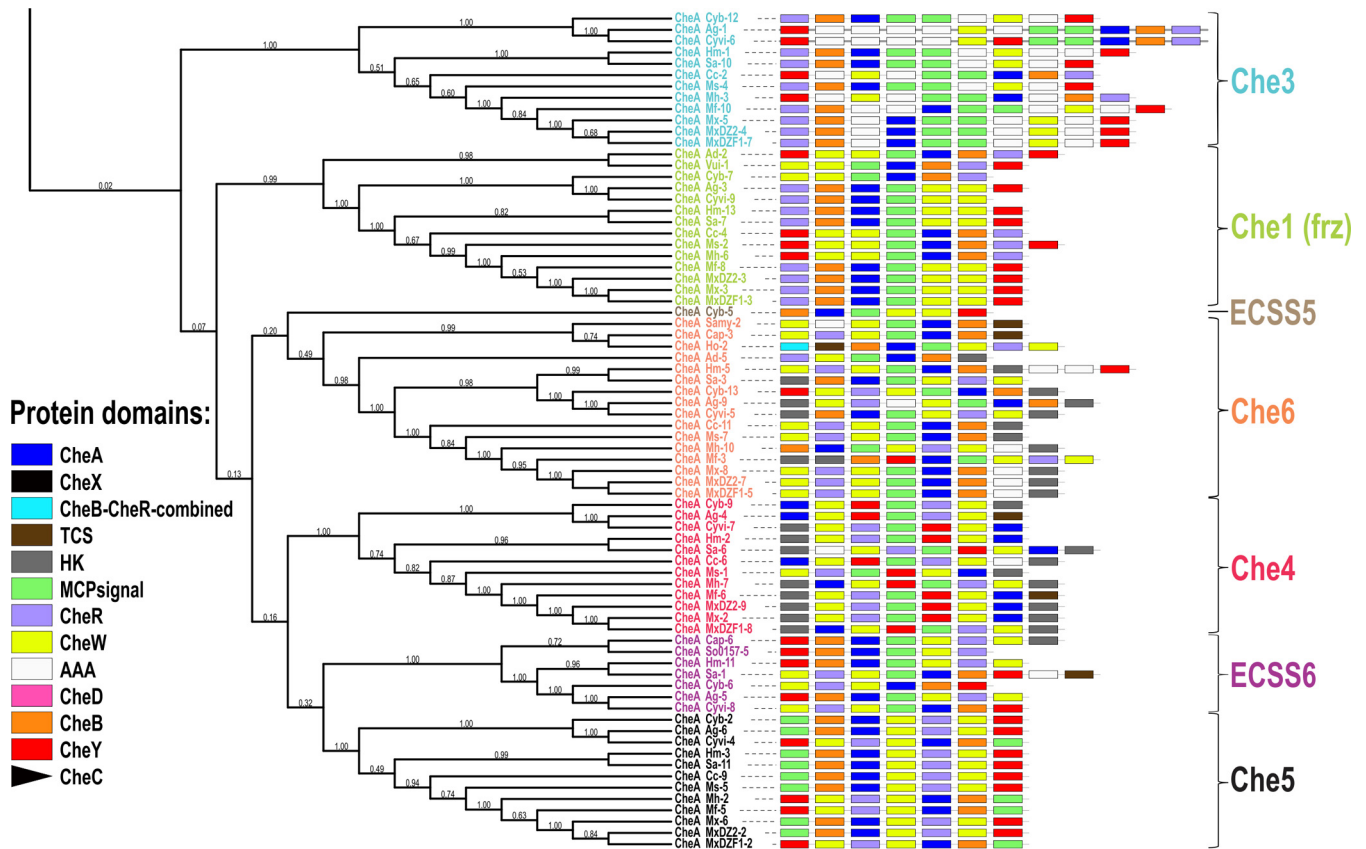 1.00
CheA Cyb-12
CheA Ag-1
1.00
CheA Cyvi-6
1.00
1.00
CheA Hm-1
0.51
CheA Sa-10
0.65
CheA Cc-2
Che3
0.60
CheA Ms-4
1.00
CheA Mh-3
0.84
CheA Mf-10
1.00
CheA Mx-5
0.68
CheA MxDZ2-4
CheA MxDZF1-7
0.98
CheA Ad-2
CheA Vui-1
0.99
1.00
CheA Cyb-7
1.00
CheA Ag-3
0.02
CheA Cyvi-9
1.00
0.82
CheA Hm-13
CheA Sa-7
Che1 (frz)
0.67
CheA Cc-4
0.99
CheA Ms-2
1.00
CheA Mh-6
0.53
CheA Mf-8
1.00
CheA MxDZ2-3
1.00
CheA Mx-3
CheA MxDZF1-3
CheA Cyb-5
ECSS5
0.07
0.20
0.99
CheA Samy-2
0.74
CheA Cap-3
0.49
CheA Ho-2
CheA Ad-5
0.98
0.99
CheA Hm-5
0.98
CheA Sa-3
1.00
CheA Cyb-13
1.00
CheA Ag-9
Che6
CheA Cyvi-5
1.00
CheA Cc-11
CheA Ms-7
0.84
CheA Mh-10
1.00
CheA Mf-3
0.95
CheA Mx-8
0.13
1.00
CheA MxDZ2-7
1.00
CheA MxDZF1-5
Protein domains:
CheA
CheX
CheB-CheR-combined
TCS
HK
MCPsignal
CheR
CheW
AAA
CheD
CheB
CheY
CheC
1.00
CheA Cyb-9
1.00
CheA Ag-4
1.00
CheA Cyvi-7
0.96
CheA Hm-2
0.74
CheA Sa-6
0.82
CheA Cc-6
Che4
0.87
CheA Ms-1
1.00
CheA Mh-7
1.00
CheA Mf-6
1.00
CheA MxDZ2-9
0.16
1.00
CheA Mx-2
CheA MxDZF1-8
0.72
CheA Cap-6
CheA So0157-5
1.00
0.96
CheA Hm-11
1.00
CheA Sa-1
ECSS6
1.00
CheA Cyb-6
1.00
CheA Ag-5
0.32
CheA Cyvi-8
1.00
CheA Cyb-2
1.00
CheA Ag-6
1.00
CheA Cyvi-4
0.99
CheA Hm-3
0.49
CheA Sa-11
0.94
CheA Cc-9
Che5
0.74
CheA Ms-5
1.00
CheA Mh-2
0.63
CheA Mf-5
1.00
CheA Mx-6
0.84
CheA MxDZ2-2
CheA MxDZF1-2